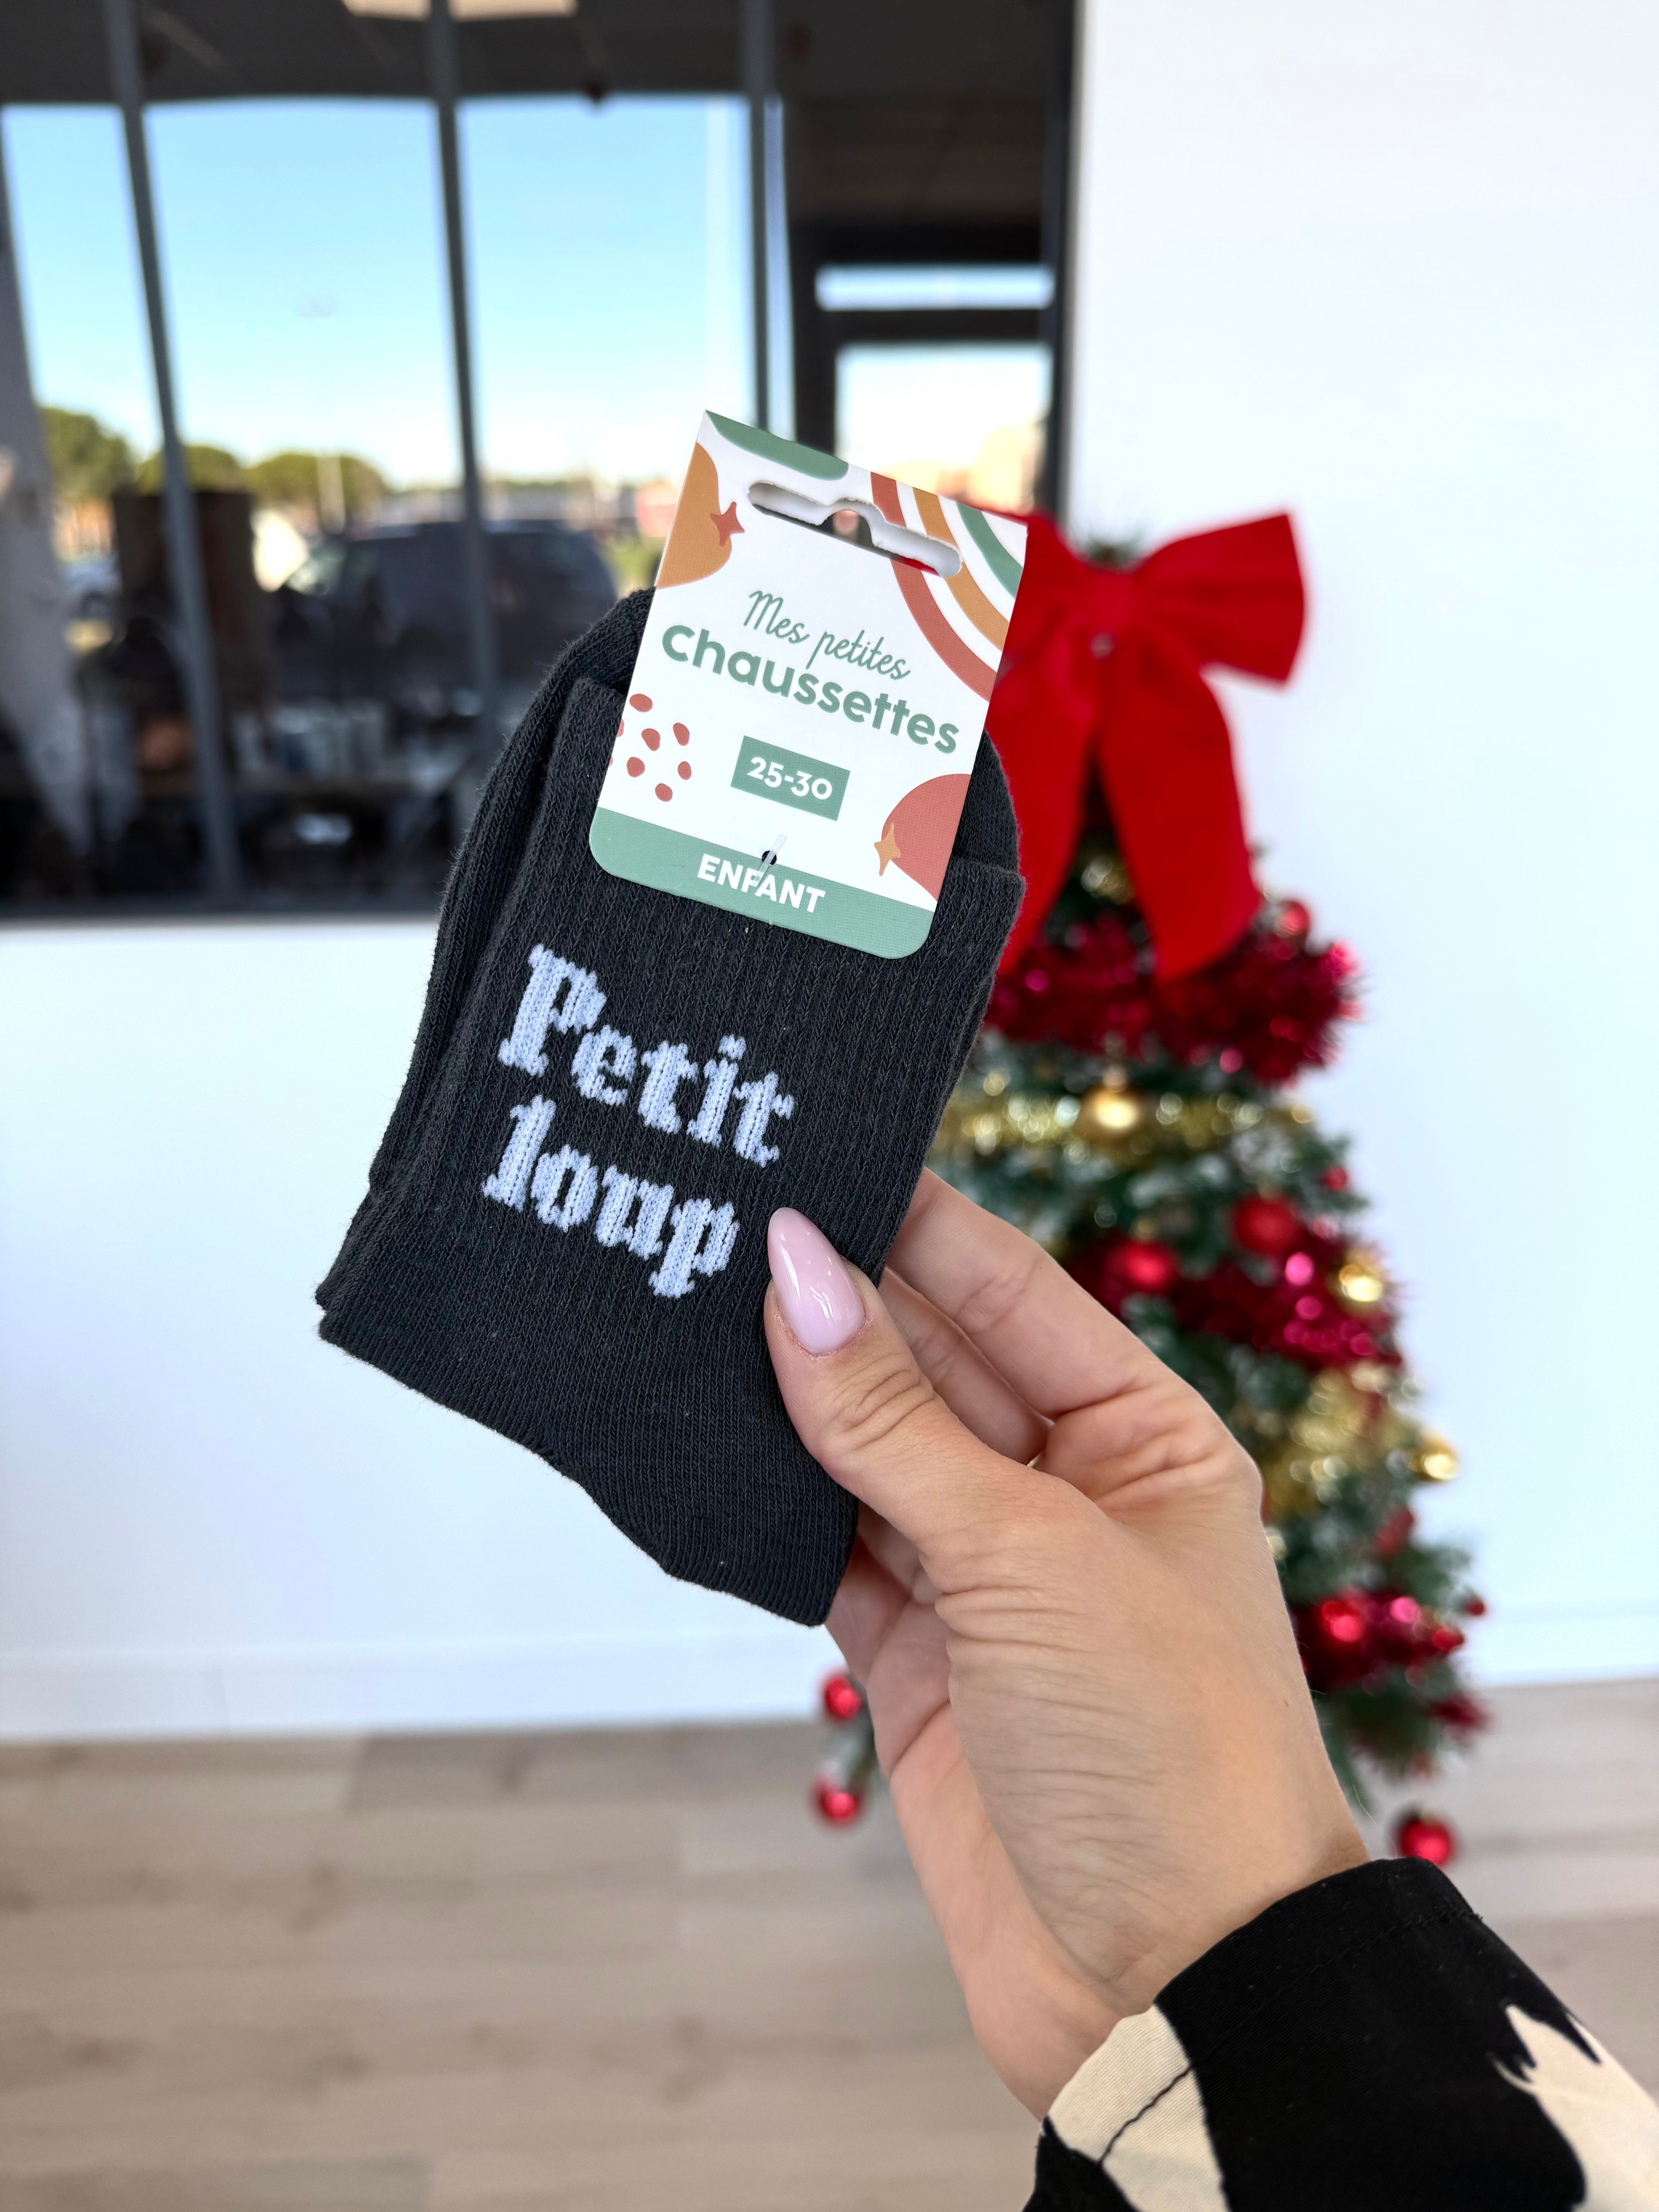 Mes petites
chaussettes
25-30
ENFANT
Petit
loup